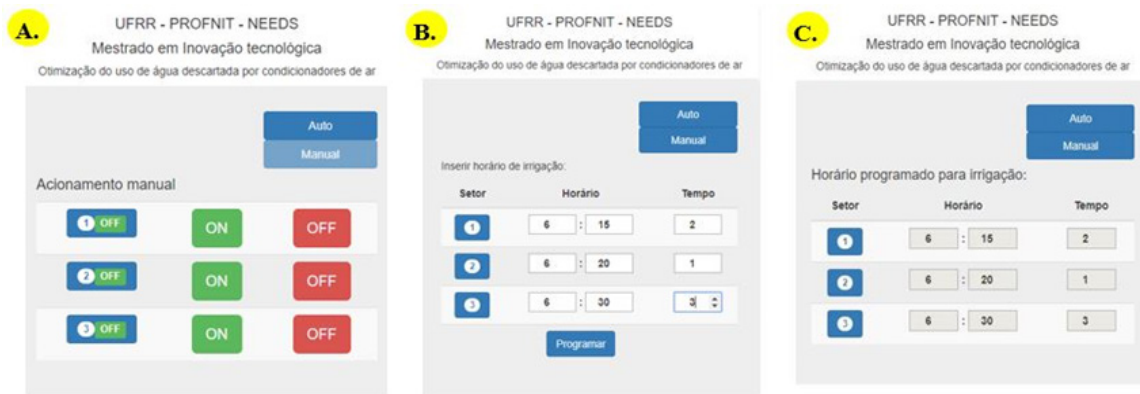 A.
UFRR - PROFNIT - NEEDS
Mestrado em Inovação tecnológica
Otimização do uso de água descartada por condicionadores de ar
Auto
Manual
Acionamento manual
1 OFF ON OFF
2 OFF ON OFF
3 OFF ON OFF
B.
UFRR - PROFNIT - NEEDS
Mestrado em Inovação tecnológica
Otimização do uso de água descartada por condicionadores de ar
Auto
Manual
Inserir horário de irrigação:
Setor Horário Tempo
1 6 : 15 2
2 6 : 20 1
3 6 : 30 3
Programar
C.
UFRR - PROFNIT - NEEDS
Mestrado em Inovação tecnológica
Otimização do uso de água descartada por condicionadores de ar
Auto
Manual
Horário programado para irrigação:
Setor Horário Tempo
1 6 : 15 2
2 6 : 20 1
3 6 : 30 3